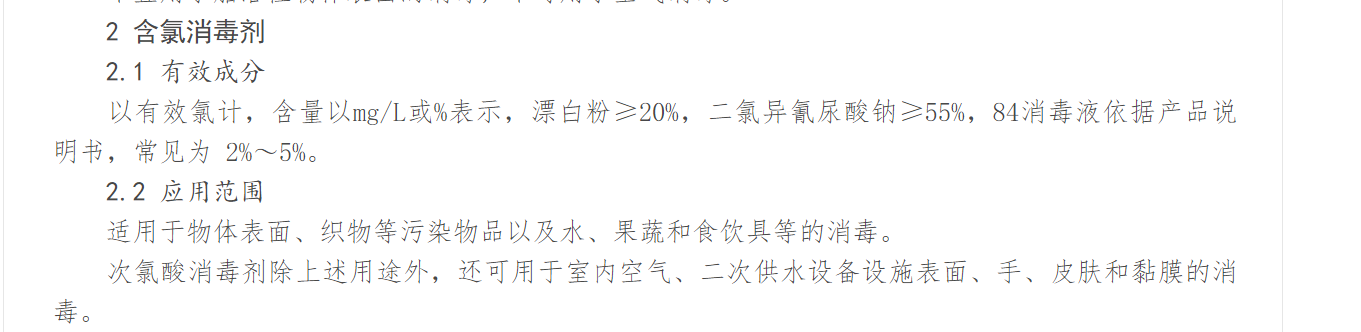 2 含氯消毒剂
2.1 有效成分
以有效氯计，含量以mg/L或%表示，漂白粉≥20%，二氯异氰尿酸钠≥55%，84消毒液依据产品说
明书，常见为 2%～5%。
2.2 应用范围
适用于物体表面、织物等污染物品以及水、果蔬和食饮具等的消毒。
次氯酸消毒剂除上述用途外，还可用于室内空气、二次供水设备设施表面、手、皮肤和黏膜的消
毒。